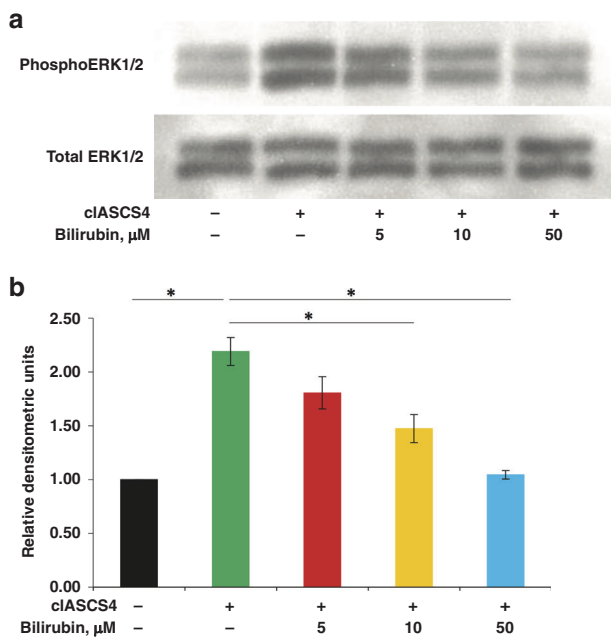 a
PhosphoERK1/2
Total ERK1/2
clASCS4 – + + + +
Bilirubin, µM – – 5 10 50
b
* *
*
2.50
2.00
1.50
1.00
0.50
0.00
Relative densitometric units
clASCS4 – + + + +
Bilirubin, µM – – 5 10 50